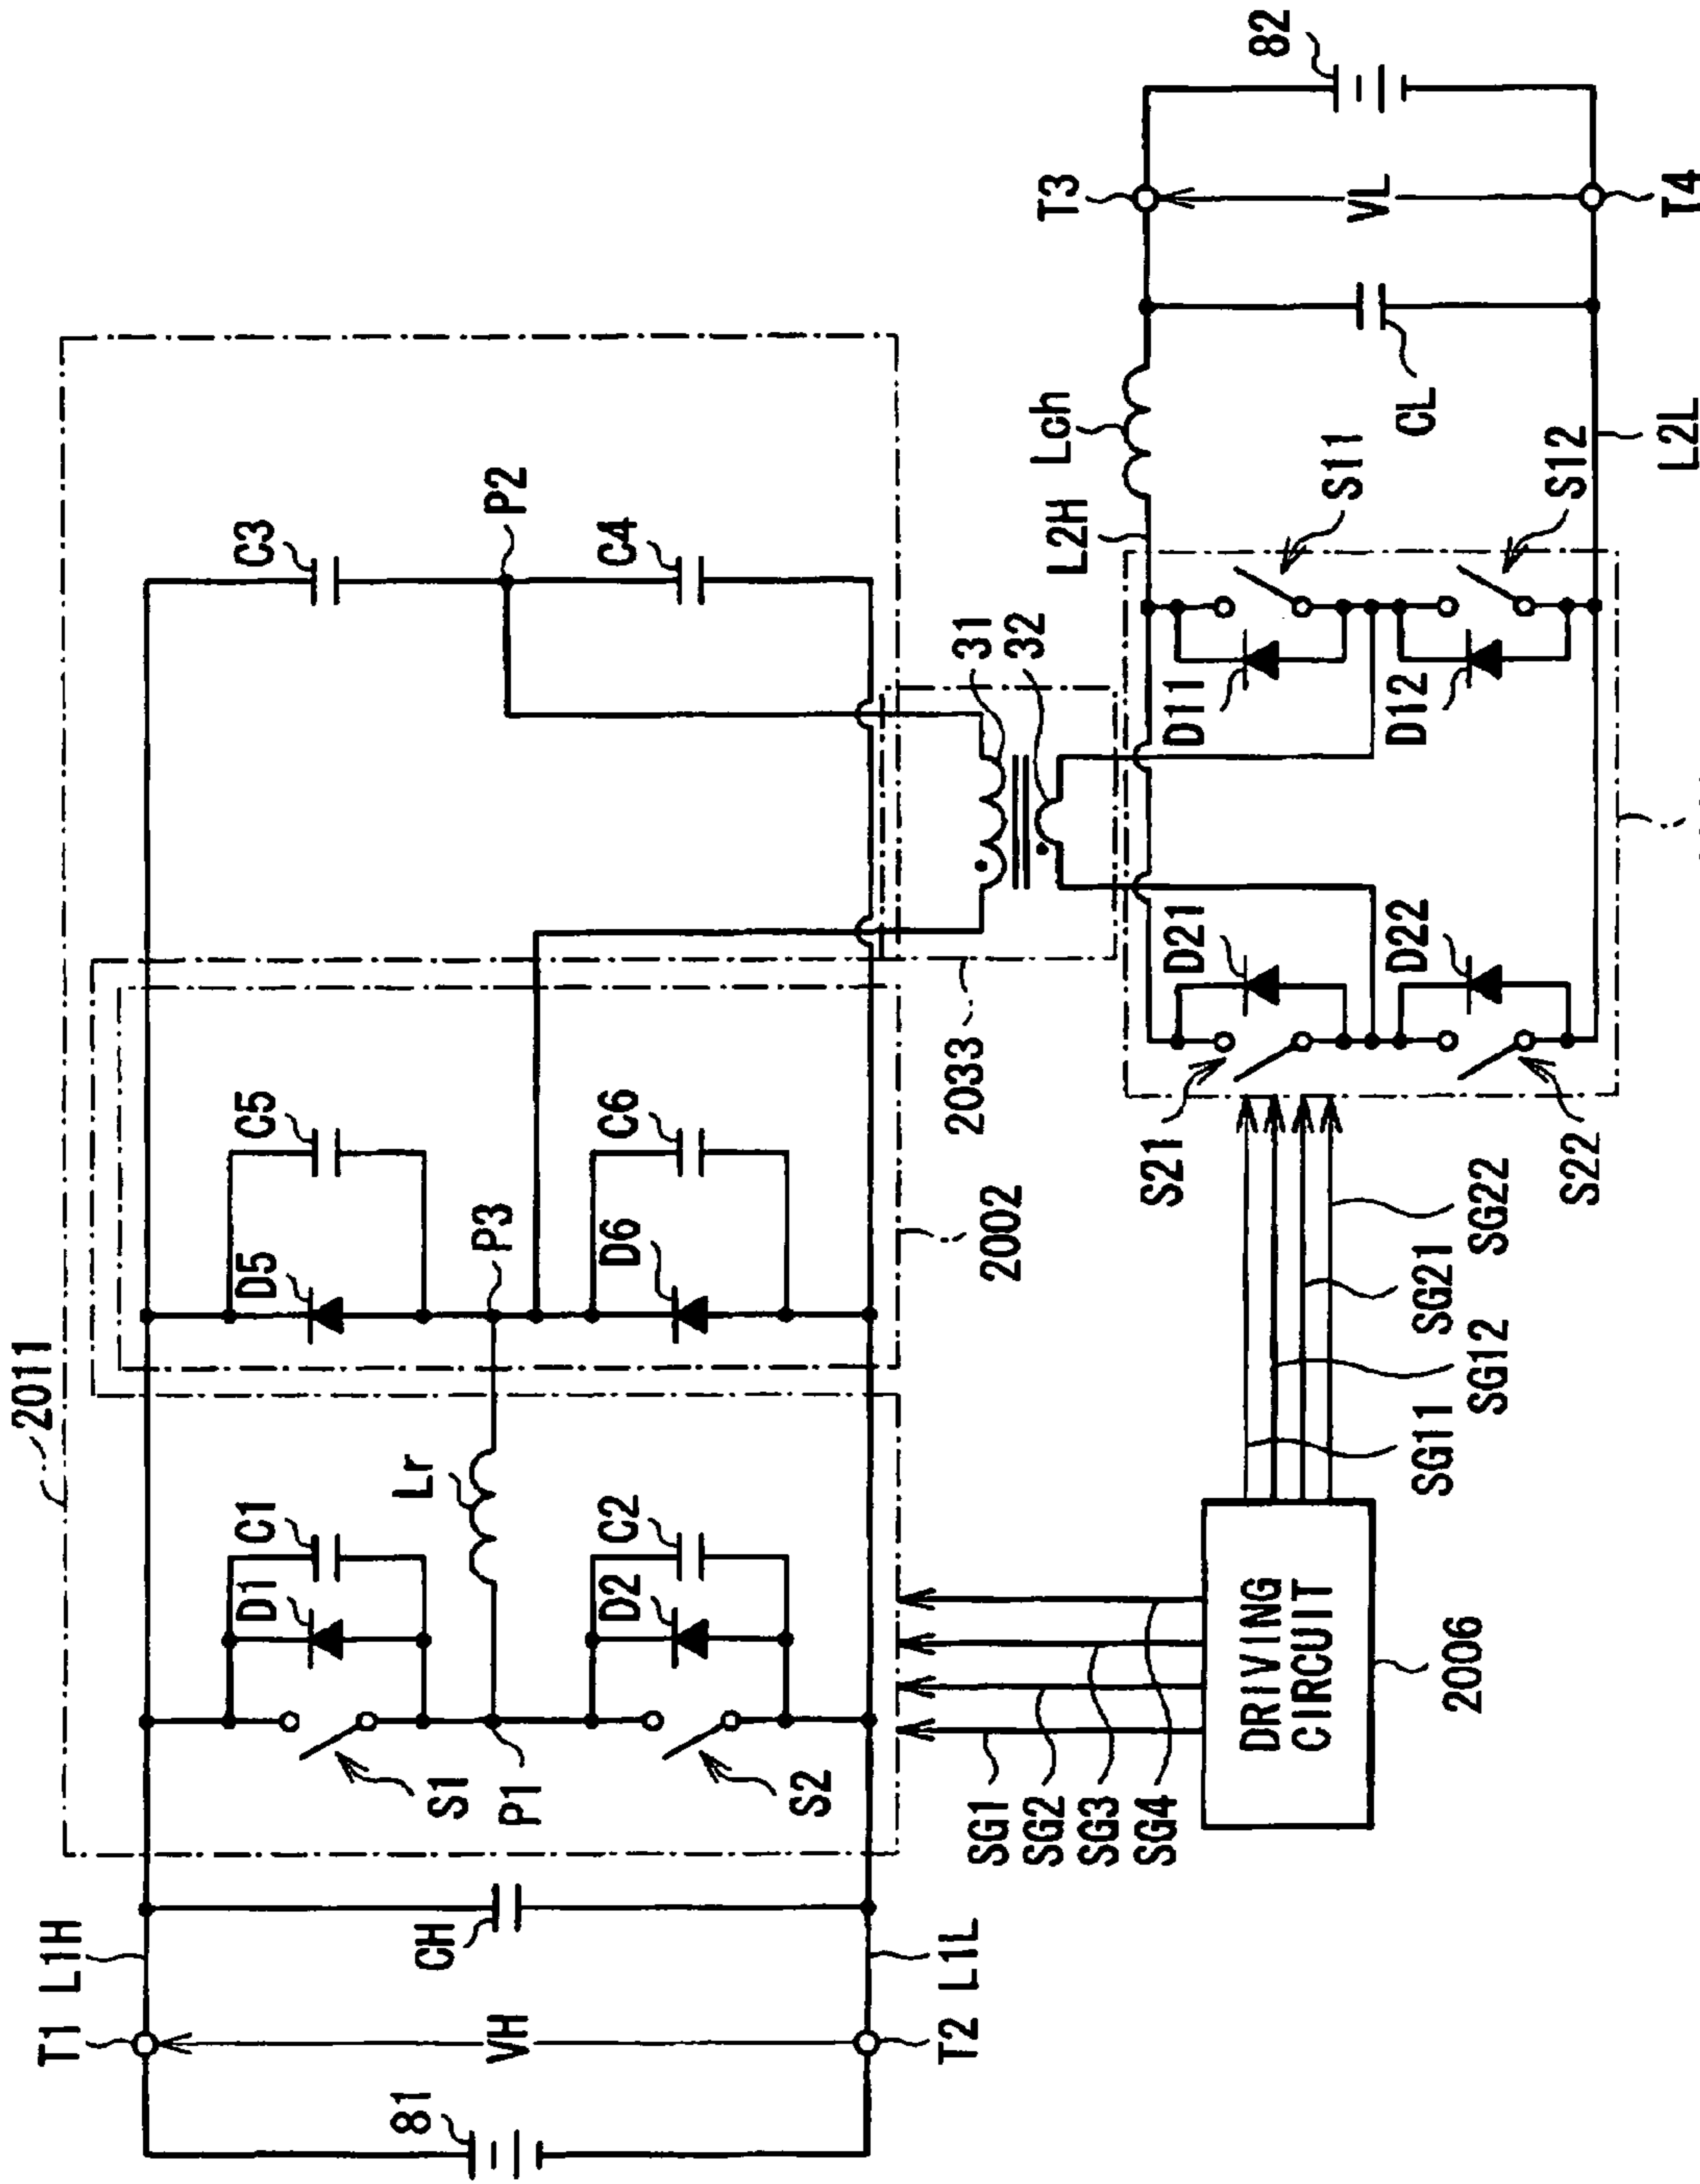 2011
T1
L1H
81
VH
CH
T2
L1L
S1
D1
C1
Lr
P1
S2
D2
C2
D5
C5
P3
D6
C6
2002
2033
C3
P2
C4
31
32
SG1
SG2
SG3
SG4
DRIVING
CIRCUIT
2006
SG11
SG12
SG21
SG22
S21
D21
S22
D22
D11
S11
D12
S12
L2H
Lch
CL
L2L
T3
VL
T4
82